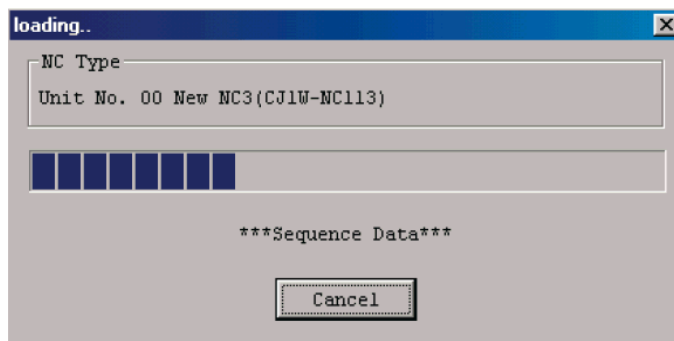 loading..
NC Type
Unit No. 00 New NC3(CJ1W-NC113)
***Sequence Data***
Cancel